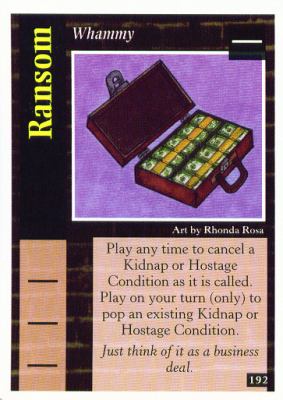 Ransom
Whammy
Art by Rhonda Rosa
Play any time to cancel a
Kidnap or Hostage
Condition as it is called.
Play on your turn (only) to
pop an existing Kidnap or
Hostage Condition.
Just think of it as a business
deal.
192